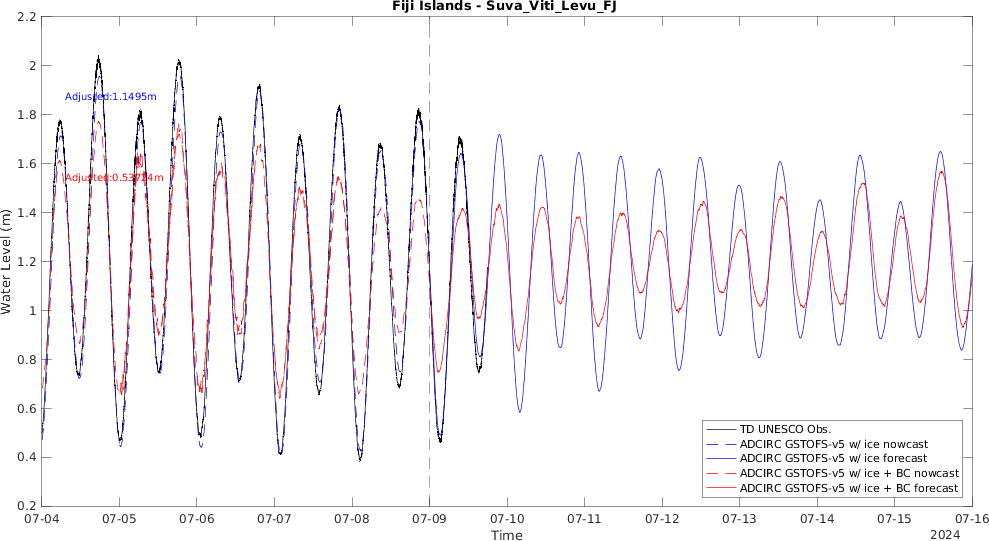 Fiji Islands - Suva_Viti_Levu_FJ
2.2
2
1.8
1.6
1.4
1.2
1
0.8
0.6
0.4
0.2
Water Level (m)
Adjusted:1.1495m
TD UNESCO Obs.
ADCIRC GSTOFS-v5 w/ ice nowcast
ADCIRC GSTOFS-v5 w/ ice forecast
ADCIRC GSTOFS-v5 w/ ice + BC nowcast
ADCIRC GSTOFS-v5 w/ ice + BC forecast
07-04
07-05
07-06
07-07
07-08
07-09
07-10
07-11
07-12
07-13
07-14
07-15
07-16
Time
2024